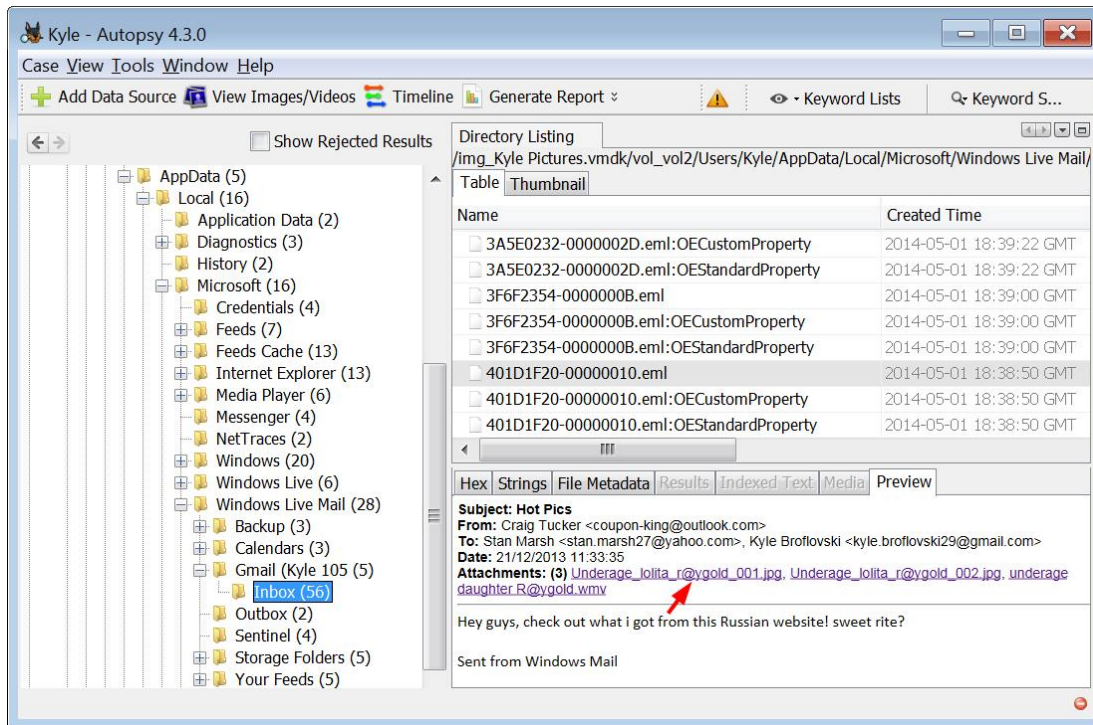 Kyle - Autopsy 4.3.0
Case View Tools Window Help
Add Data Source View Images/Videos Timeline Generate Report Keyword Lists Keyword S...
Show Rejected Results
AppData (5)
Local (16)
Application Data (2)
Diagnostics (3)
History (2)
Microsoft (16)
Credentials (4)
Feeds (7)
Feeds Cache (13)
Internet Explorer (13)
Media Player (6)
Messenger (4)
NetTraces (2)
Windows (20)
Windows Live (6)
Windows Live Mail (28)
Backup (3)
Calendars (3)
Gmail (Kyle 105 (5)
Inbox (56)
Outbox (2)
Sentinel (4)
Storage Folders (5)
Your Feeds (5)
Directory Listing
/img_Kyle Pictures.vmdk/vol_vol2/Users/Kyle/AppData/Local/Microsoft/Windows Live Mail/
Table Thumbnail
Name Created Time
3A5E0232-0000002D.eml:OECustomProperty 2014-05-01 18:39:22 GMT
3A5E0232-0000002D.eml:OEStandardProperty 2014-05-01 18:39:22 GMT
3F6F2354-0000000B.eml 2014-05-01 18:39:00 GMT
3F6F2354-0000000B.eml:OECustomProperty 2014-05-01 18:39:00 GMT
3F6F2354-0000000B.eml:OEStandardProperty 2014-05-01 18:39:00 GMT
401D1F20-00000010.eml 2014-05-01 18:38:50 GMT
401D1F20-00000010.eml:OECustomProperty 2014-05-01 18:38:50 GMT
401D1F20-00000010.eml:OEStandardProperty 2014-05-01 18:38:50 GMT
Hex Strings File Metadata Results Indexed Text Media Preview
Subject: Hot Pics
From: Craig Tucker <coupon-king@outlook.com>
To: Stan Marsh <stan.marsh27@yahoo.com>, Kyle Broflovski <kyle.broflovski29@gmail.com>
Date: 21/12/2013 11:33:35
Attachments: (3) Underage_lolita_r@ygold_001.jpg, Underage_lolita_r@ygold_002.jpg, underage
daughter R@ygold.wmv
Hey guys, check out what i got from this Russian website! sweet rite?
Sent from Windows Mail